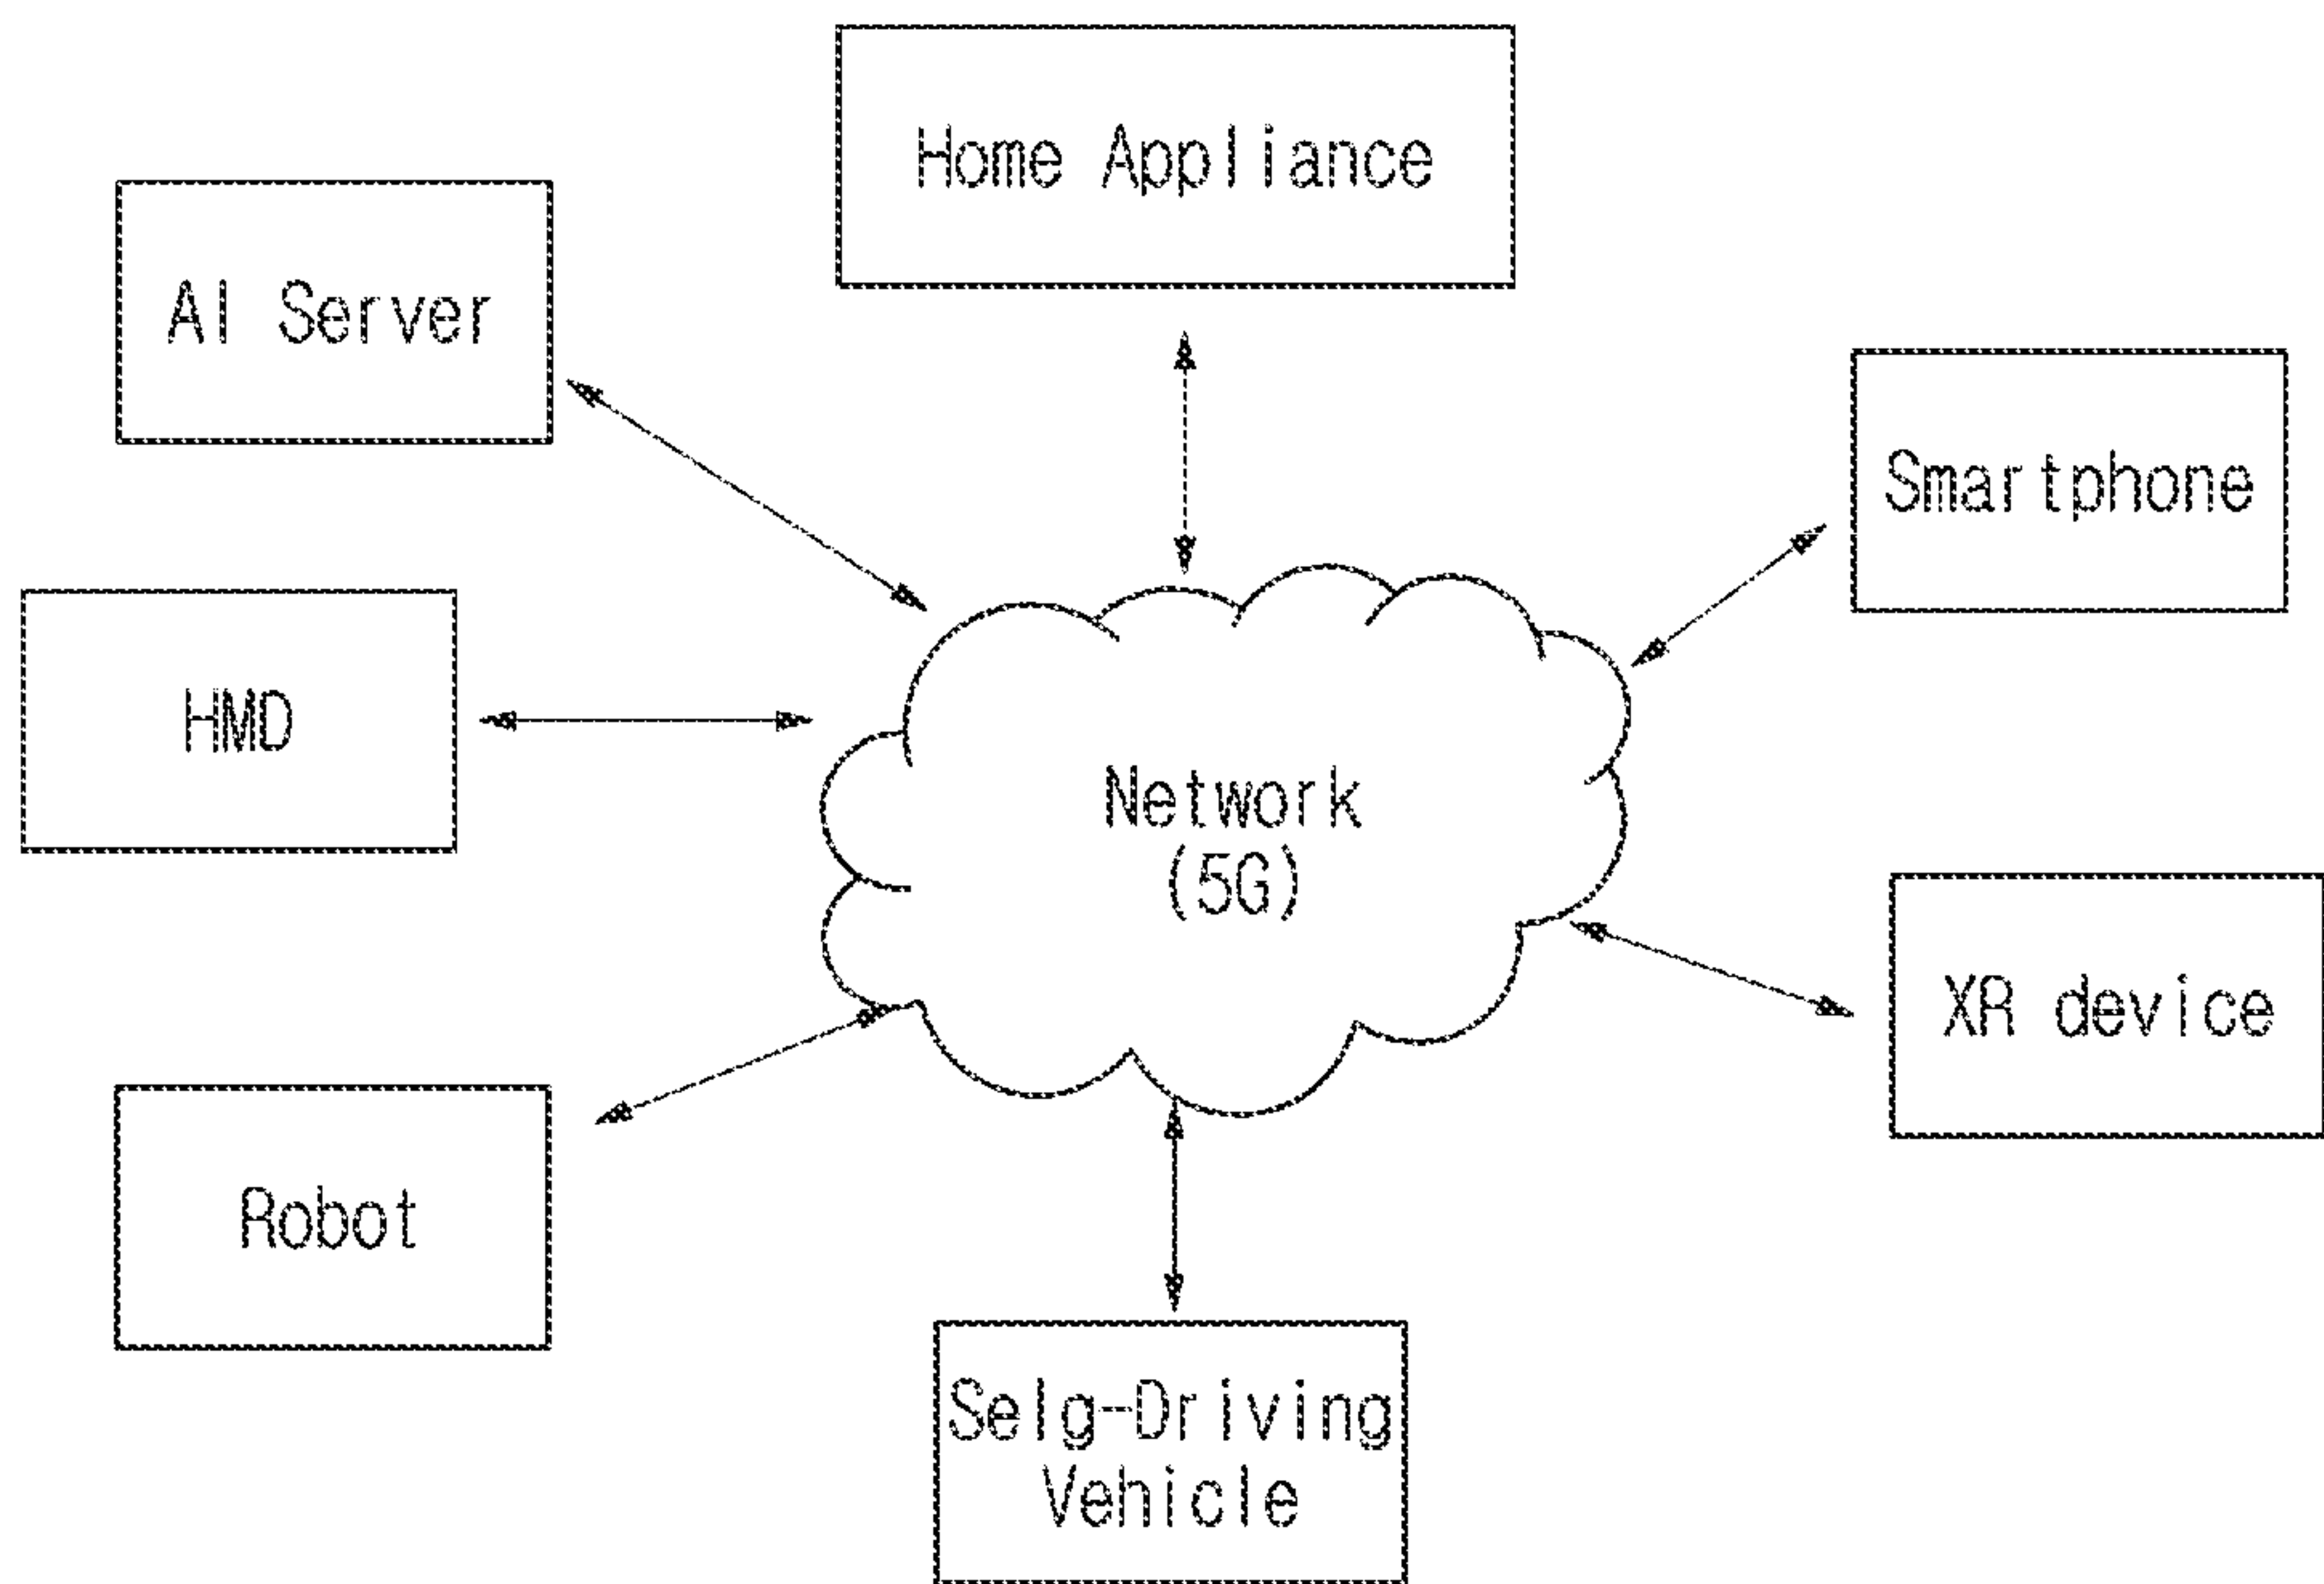 Home Appliance
AI Server
Smartphone
HMD
Network
(5G)
XR device
Robot
Selg-Driving
Vehicle